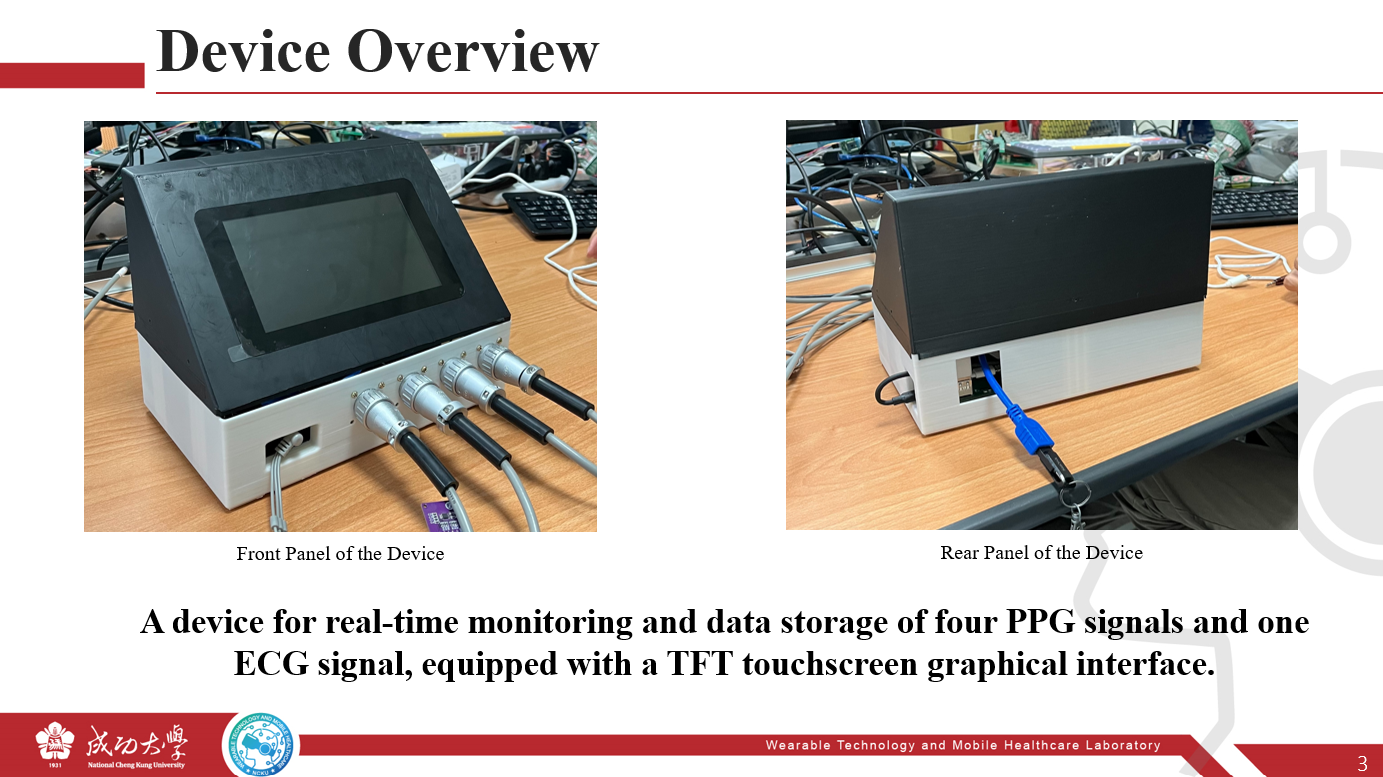 Device Overview
Front Panel of the Device
Rear Panel of the Device
A device for real-time monitoring and data storage of four PPG signals and one
ECG signal, equipped with a TFT touchscreen graphical interface.
1931
成功大學
National Cheng Kung University
WEARABLE TECHNOLOGY AND MOBILE HEALTHCARE
NCKU
Wearable Technology and Mobile Healthcare Laboratory
3